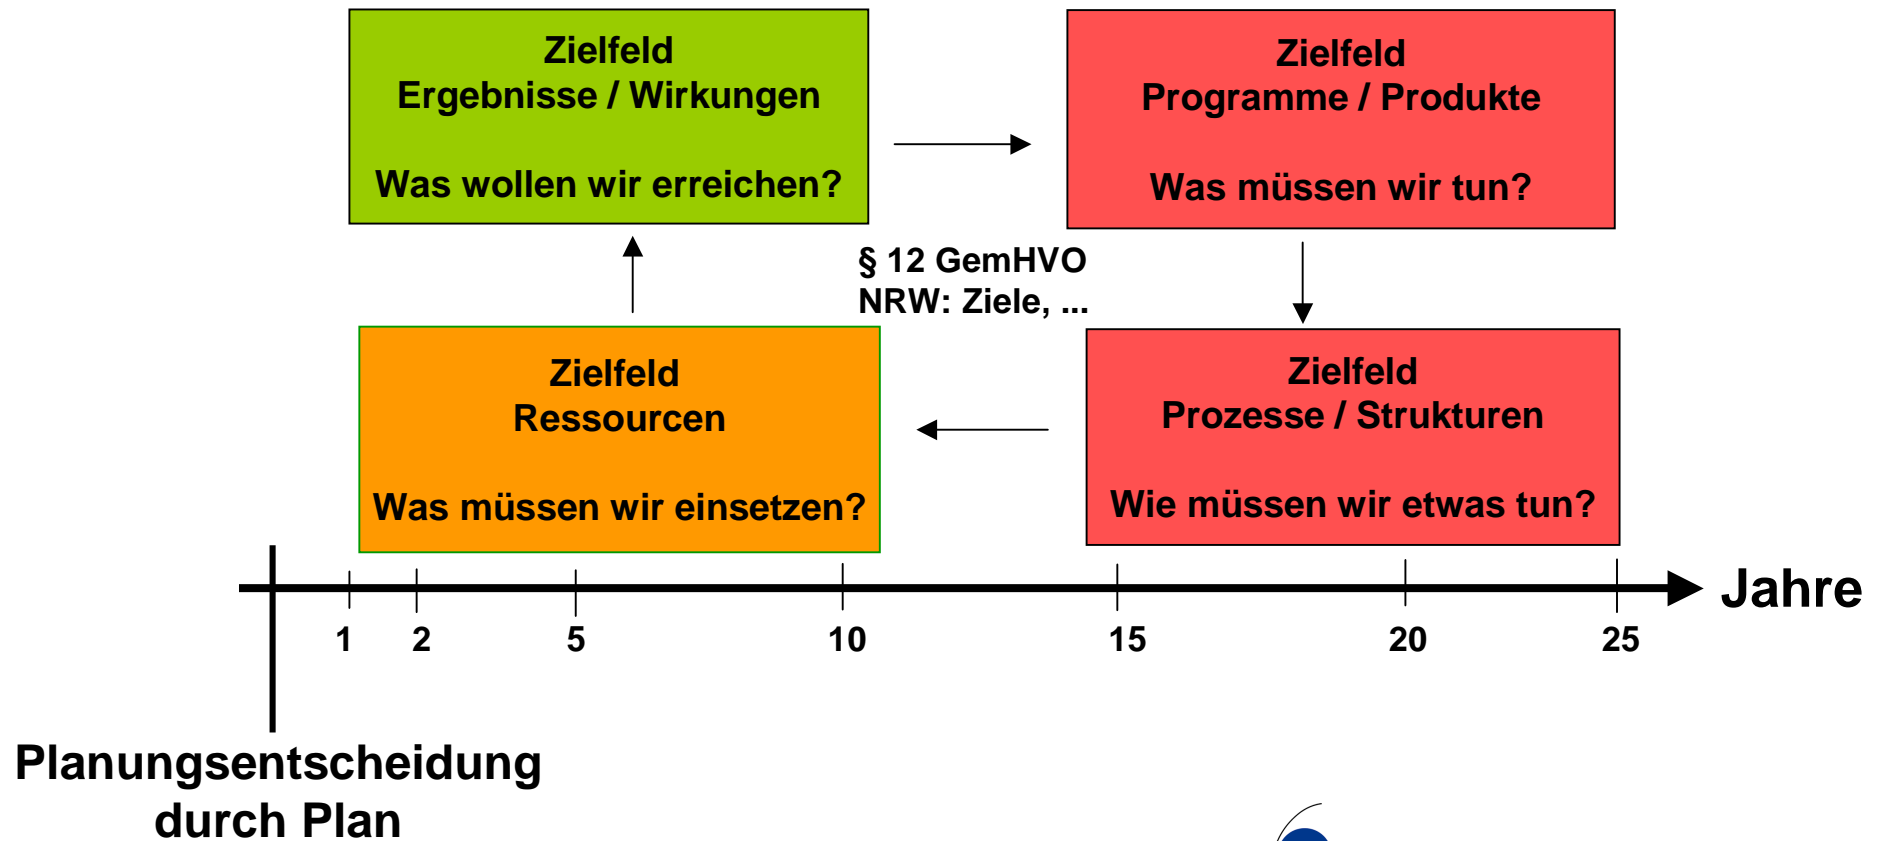 Zielfeld
Ergebnisse / Wirkungen
Was wollen wir erreichen?
Zielfeld
Programme / Produkte
Was müssen wir tun?
§ 12 GemHVO
NRW: Ziele, ...
Zielfeld
Ressourcen
Was müssen wir einsetzen?
Zielfeld
Prozesse / Strukturen
Wie müssen wir etwas tun?
Jahre
1 2 5 10 15 20 25
Planungsentscheidung
durch Plan